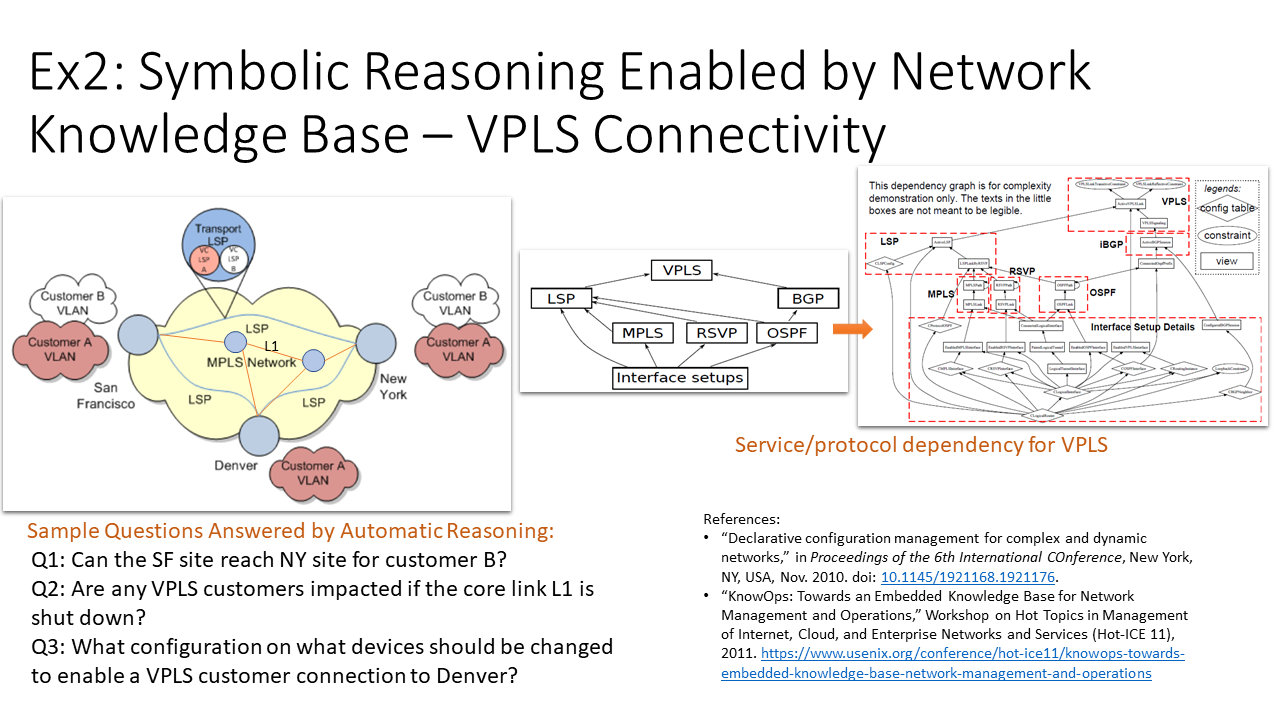 Ex2: Symbolic Reasoning Enabled by Network
Knowledge Base – VPLS Connectivity
Transport
LSP
VC
LSP
A
VC
LSP
B
Customer B
VLAN
Customer A
VLAN
San
Francisco
LSP
L1
MPLS Network
LSP
LSP
Denver
Customer A
VLAN
Customer B
VLAN
Customer A
VLAN
New
York
VPLS
LSP
BGP
MPLS
RSVP
OSPF
Interface setups
This dependency graph is for complexity
demonstration only. The texts in the little
boxes are not meant to be legible.
legends:
config table
constraint
view
VPLS
iBGP
LSP
RSVP
MPLS
OSPF
Interface Setup Details
Service/protocol dependency for VPLS
Sample Questions Answered by Automatic Reasoning:
Q1: Can the SF site reach NY site for customer B?
Q2: Are any VPLS customers impacted if the core link L1 is
shut down?
Q3: What configuration on what devices should be changed
to enable a VPLS customer connection to Denver?
References:
• “Declarative configuration management for complex and dynamic
networks,” in Proceedings of the 6th International COnference, New York,
NY, USA, Nov. 2010. doi: 10.1145/1921168.1921176.
• “KnowOps: Towards an Embedded Knowledge Base for Network
Management and Operations,” Workshop on Hot Topics in Management
of Internet, Cloud, and Enterprise Networks and Services (Hot-ICE 11),
2011. https://www.usenix.org/conference/hot-ice11/knowops-towards-
embedded-knowledge-base-network-management-and-operations